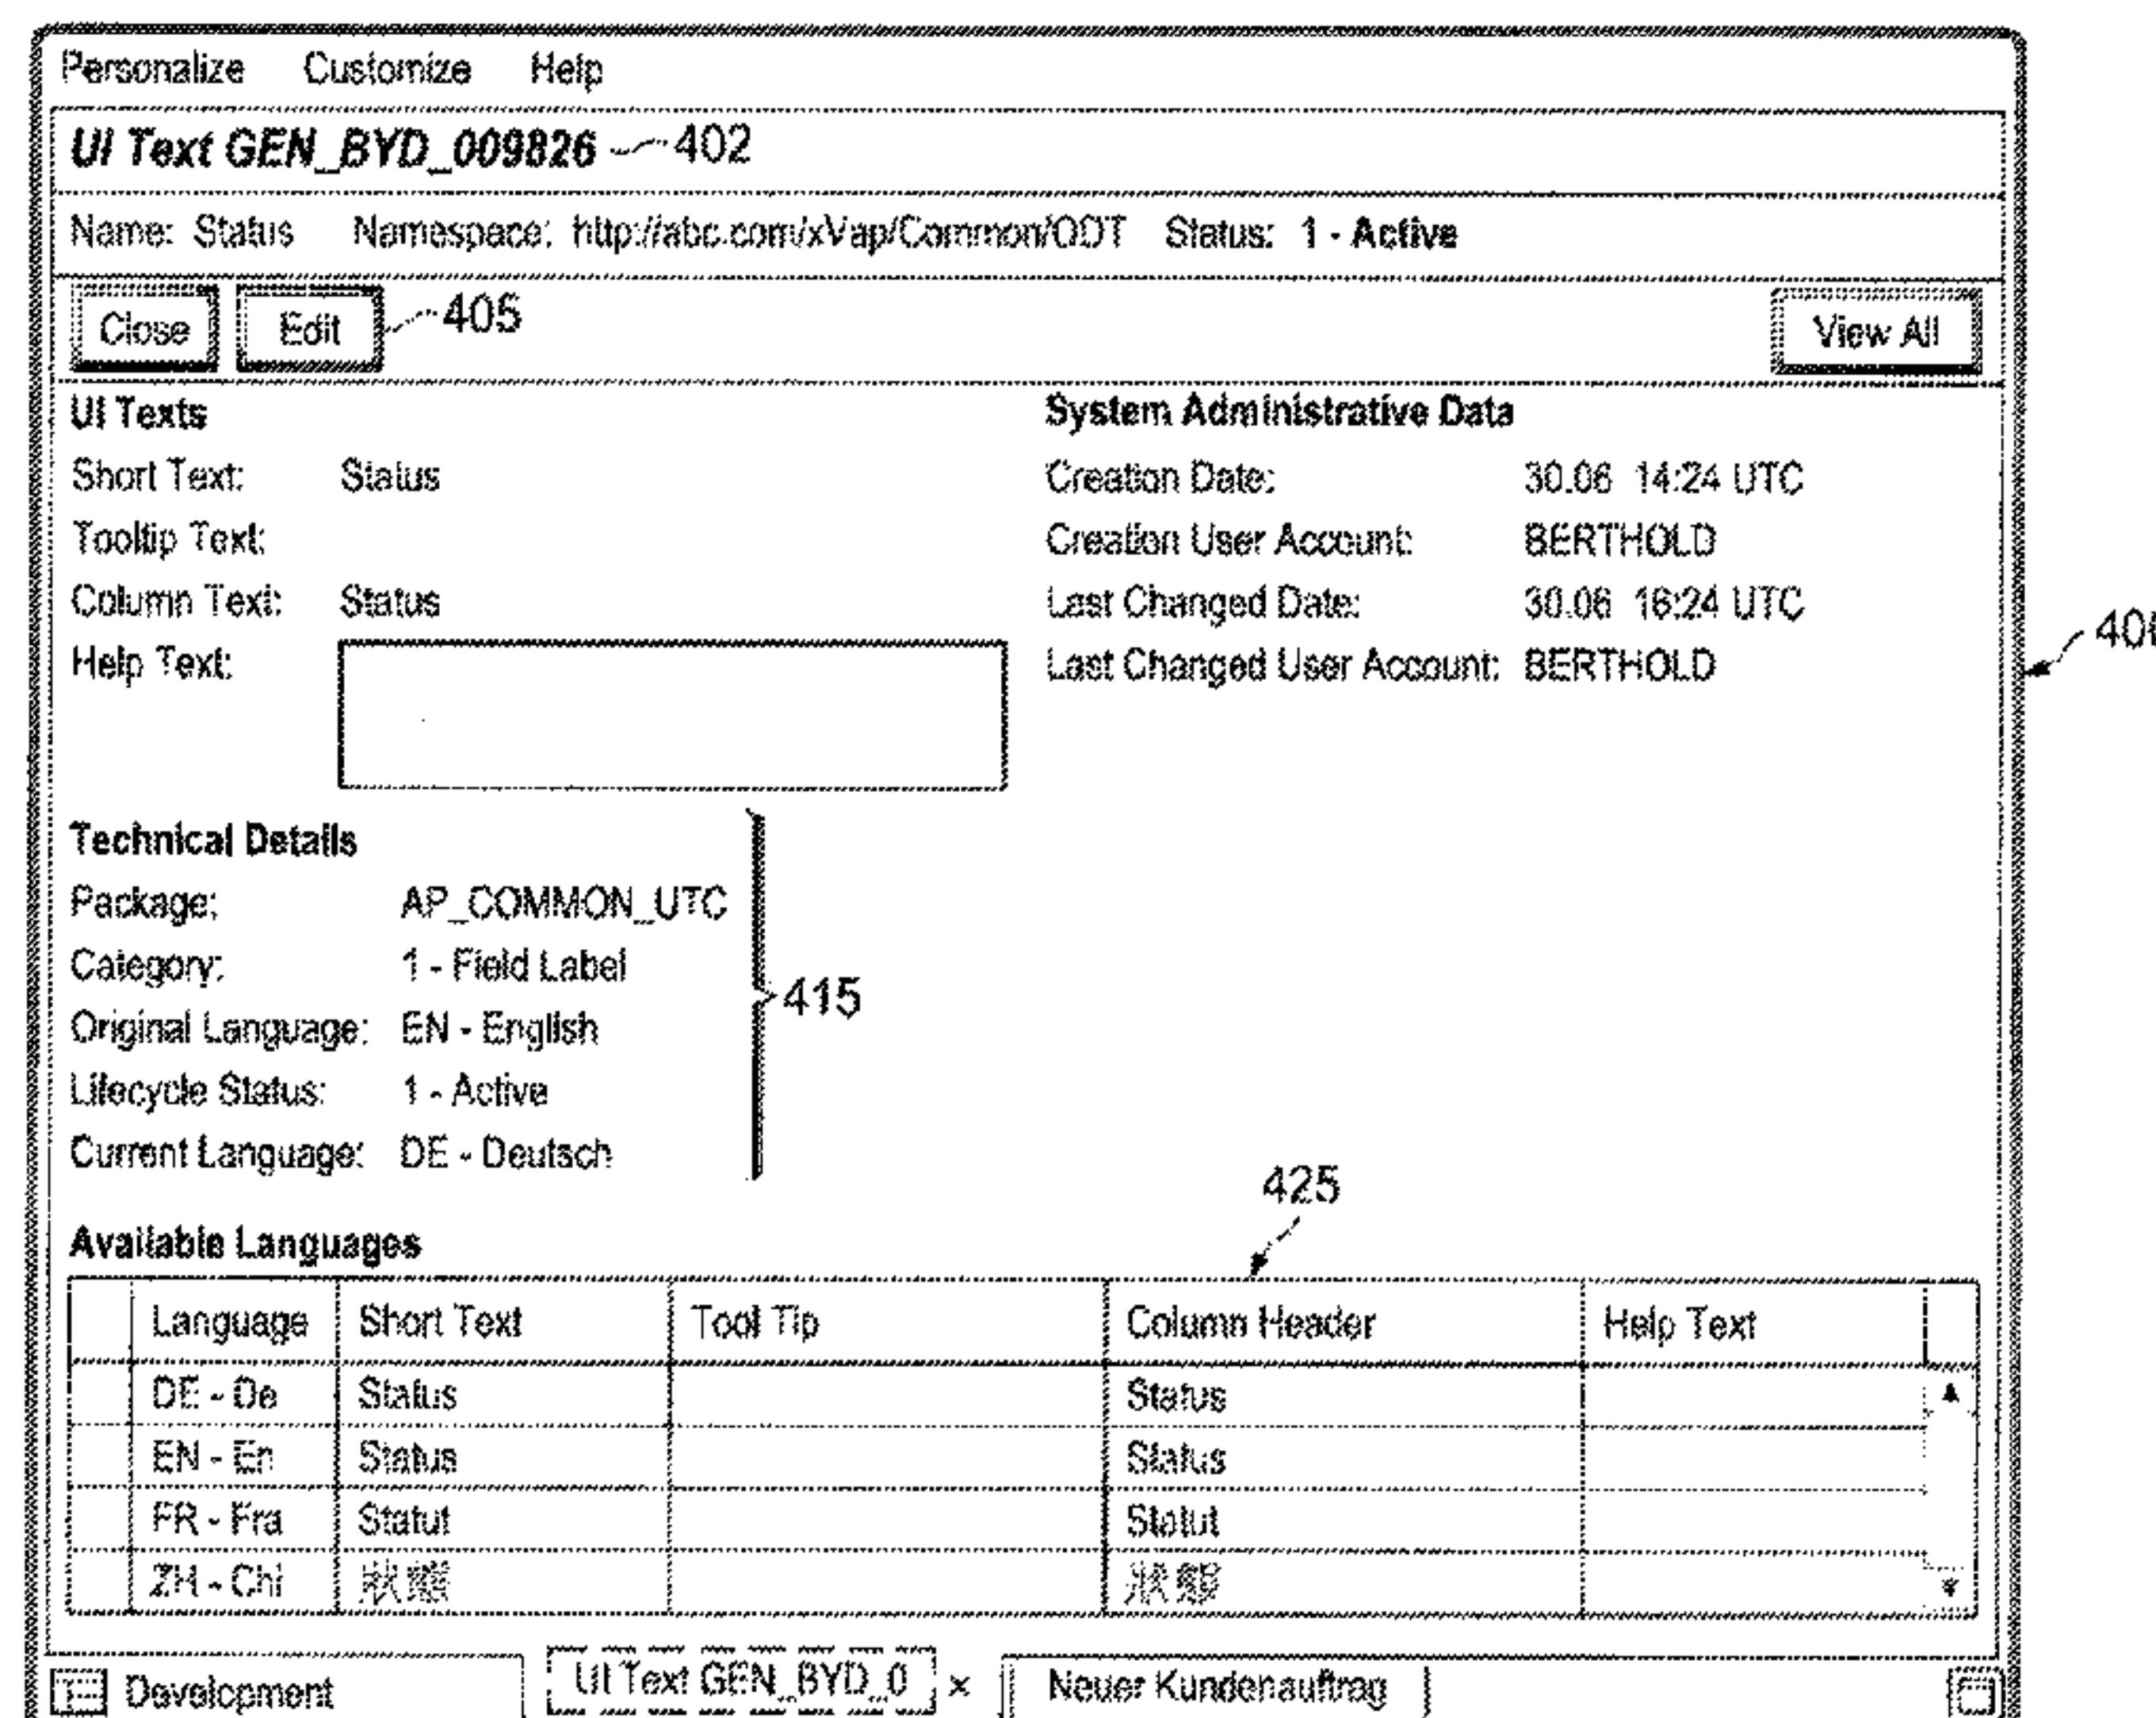 Personalize Customize Help
UI Text GEN_BYD_009826 402
Name: Status Namespace: http://abc.com/xVap/Common/ODT Status: 1 - Active
Close Edit 405 View All
UI Texts System Administrative Data
Short Text: Status Creation Date: 30.06 14:24 UTC
Tooltip Text: Creation User Account: BERTHOLD
Column Text: Status Last Changed Date: 30.06 16:24 UTC
Help Text: Last Changed User Account: BERTHOLD
Technical Details
Package: AP_COMMON_UTC
Category: 1 - Field Label
415
Original Language: EN - English
Lifecycle Status: 1 - Active
Current Language: DE - Deutsch
425
Available Languages
Language Short Text Tool Tip Column Header Help Text
DE - De Status Status
EN - En Status Status
FR - Fra Statut Statut
ZH - Chi 狀態 狀態
Development UI Text GEN_BYD_0 × Neuer Kundenauftrag